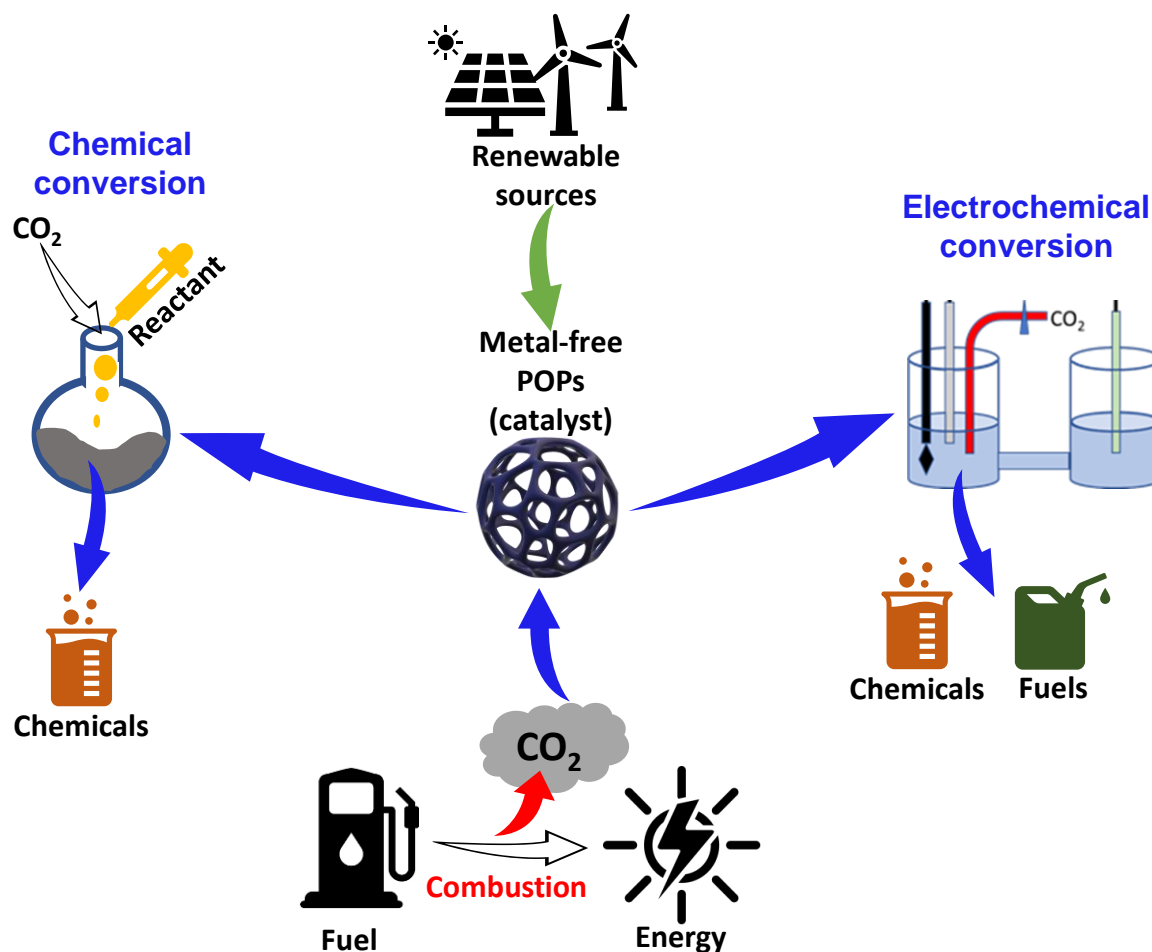 Renewable
sources
Chemical
conversion
CO₂
Reactant
Electrochemical
conversion
CO₂
Metal-free
POPs
(catalyst)
Chemicals
Chemicals
Fuels
CO₂
Combustion
Fuel
Energy